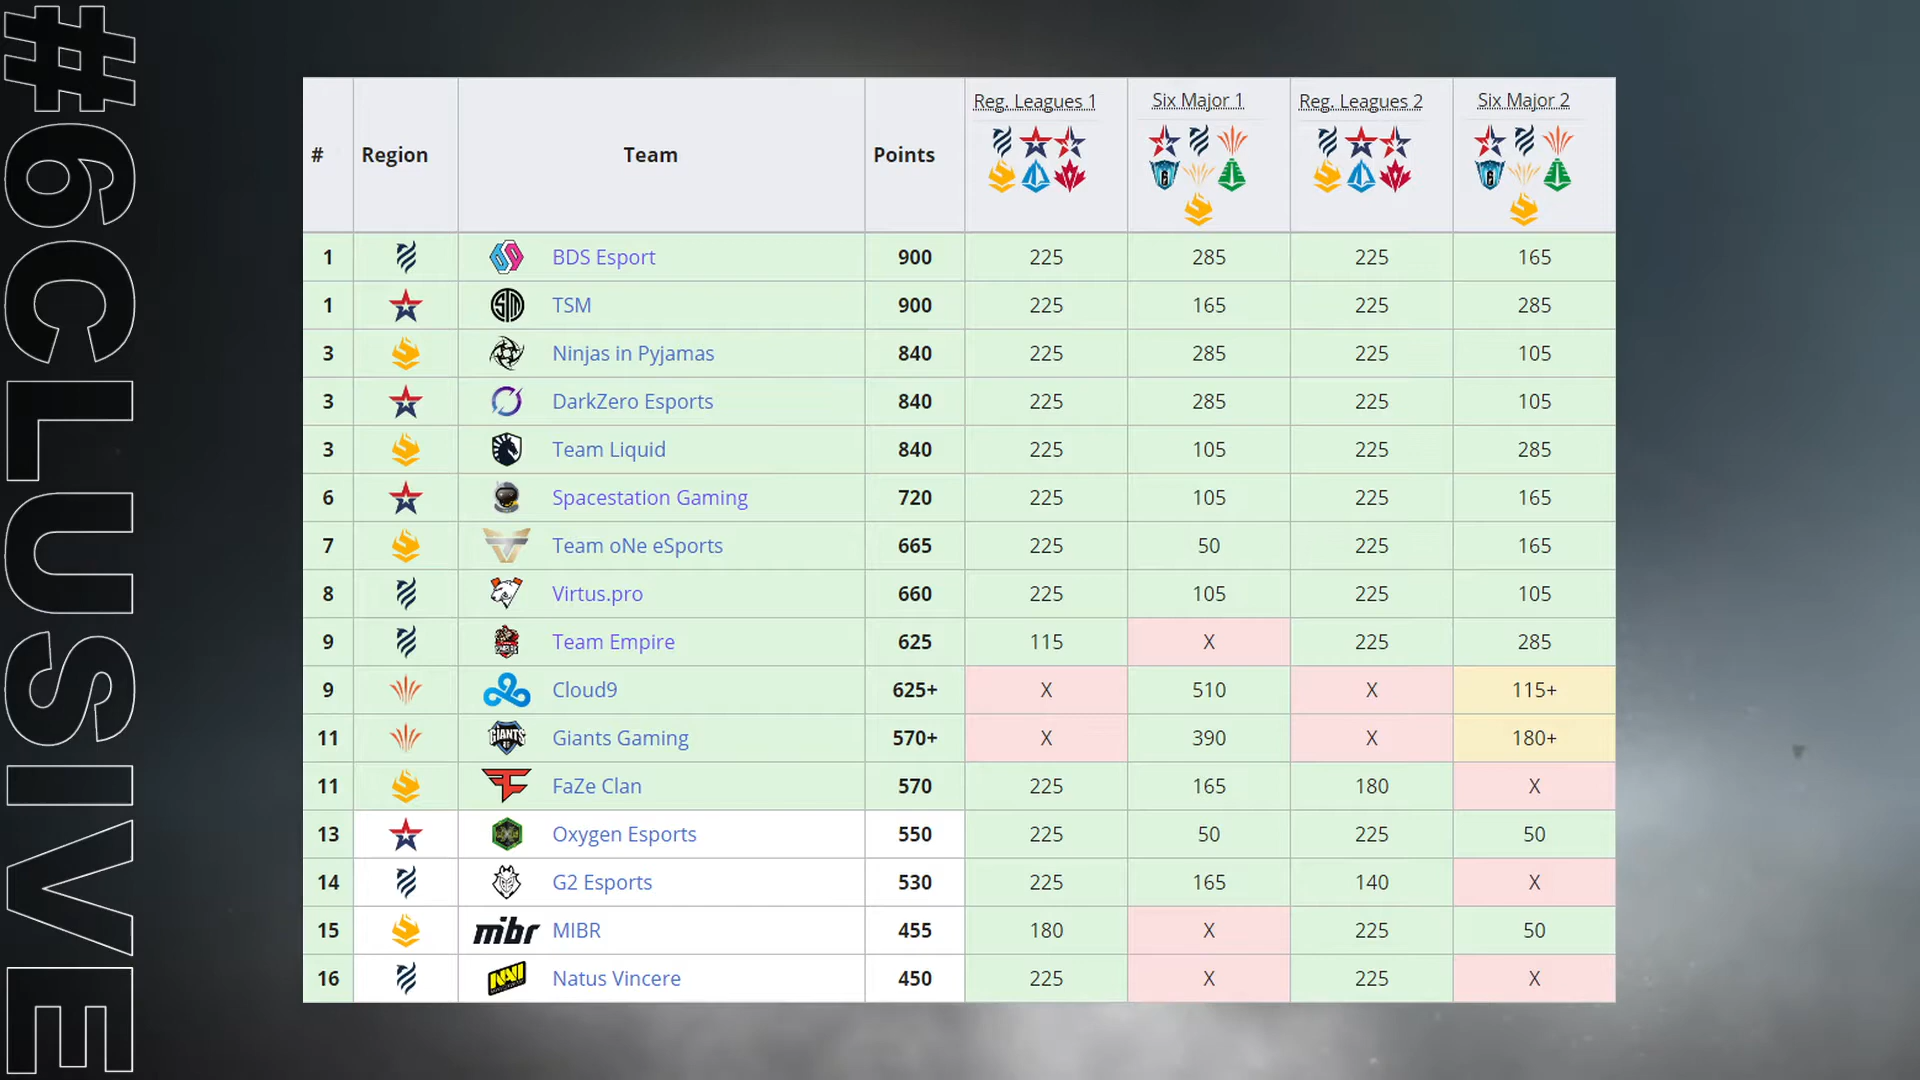 #6CLUSIVE
# Region Team Points Reg. Leagues 1 Six Major 1 Reg. Leagues 2 Six Major 2
1 BDS Esport 900 225 285 225 165
1 TSM 900 225 165 225 285
3 Ninjas in Pyjamas 840 225 285 225 105
3 DarkZero Esports 840 225 285 225 105
3 Team Liquid 840 225 105 225 285
6 Spacestation Gaming 720 225 105 225 165
7 Team oNe eSports 665 225 50 225 165
8 Virtus.pro 660 225 105 225 105
9 Team Empire 625 115 X 225 285
9 Cloud9 625+ X 510 X 115+
11 GIANTS Giants Gaming 570+ X 390 X 180+
11 FaZe Clan 570 225 165 180 X
13 Oxygen Esports 550 225 50 225 50
14 G2 Esports 530 225 165 140 X
15 mibr MIBR 455 180 X 225 50
16 NAVI Natus Vincere 450 225 X 225 X